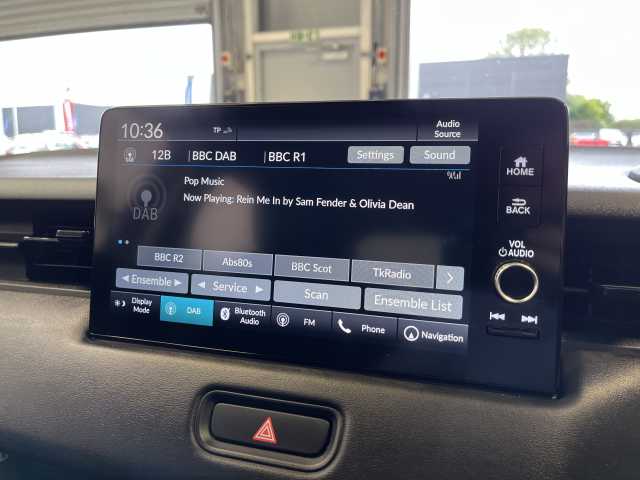 10:36 TP Audio Source
12B BBC DAB BBC R1 Settings Sound
Pop Music
Now Playing: Rein Me In by Sam Fender & Olivia Dean
DAB
BBC R2 Abs80s BBC Scot TkRadio
Ensemble Service Scan Ensemble List
Display Mode DAB Bluetooth Audio FM Phone Navigation
HOME
BACK
VOL
AUDIO